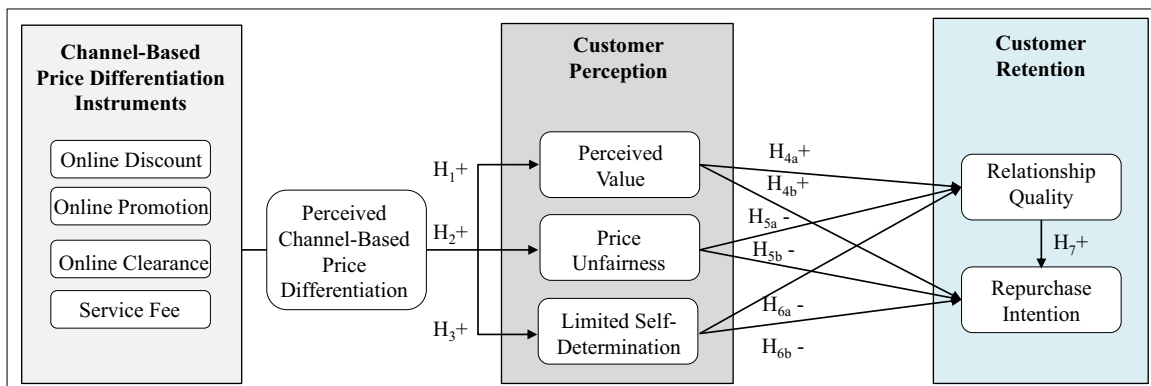 Channel-Based
Price Differentiation
Instruments
Online Discount
Online Promotion
Online Clearance
Service Fee
Perceived
Channel-Based
Price
Differentiation
H1+
H2+
H3+
Customer
Perception
Perceived
Value
Price
Unfairness
Limited Self-
Determination
H4a+
H4b+
H5a -
H5b -
H6a -
H6b -
Customer
Retention
Relationship
Quality
H7+
Repurchase
Intention